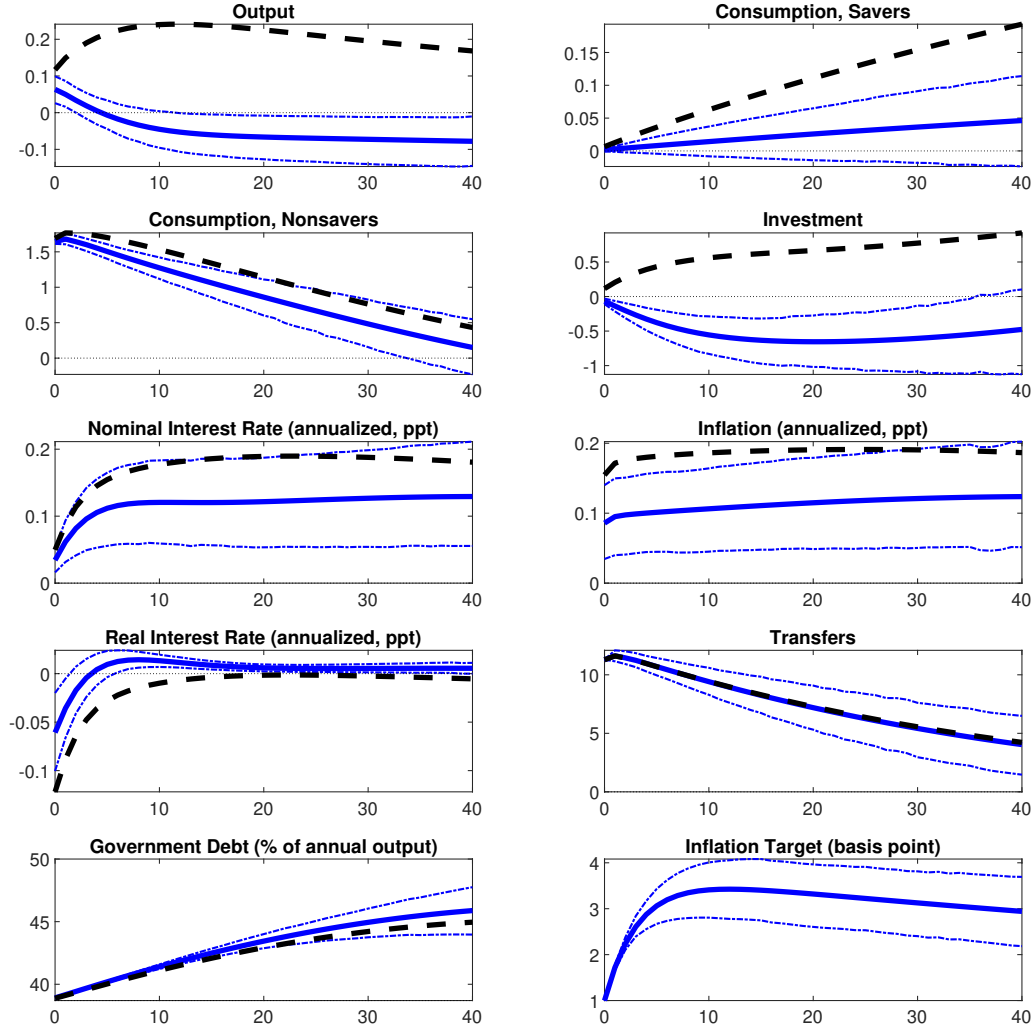 Output
0.2
0.1
0
-0.1
0 10 20 30 40
Consumption, Savers
0.15
0.1
0.05
0
0 10 20 30 40
Consumption, Nonsavers
1.5
1
0.5
0
0 10 20 30 40
Investment
0.5
0
-0.5
-1
0 10 20 30 40
Nominal Interest Rate (annualized, ppt)
0.2
0.1
0
0 10 20 30 40
Inflation (annualized, ppt)
0.2
0.1
0
0 10 20 30 40
Real Interest Rate (annualized, ppt)
0
-0.05
-0.1
0 10 20 30 40
Transfers
10
5
0
0 10 20 30 40
Government Debt (% of annual output)
50
45
40
0 10 20 30 40
Inflation Target (basis point)
4
3
2
1
0 10 20 30 40